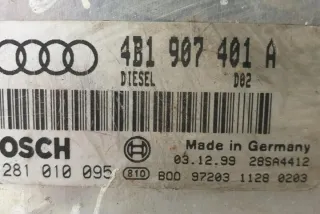 4B1 907 401 A
DIESEL D02
BOSCH
Made in Germany
03.12.99 28SA4412
281 010 095 810 BOO 97203 1128 0203